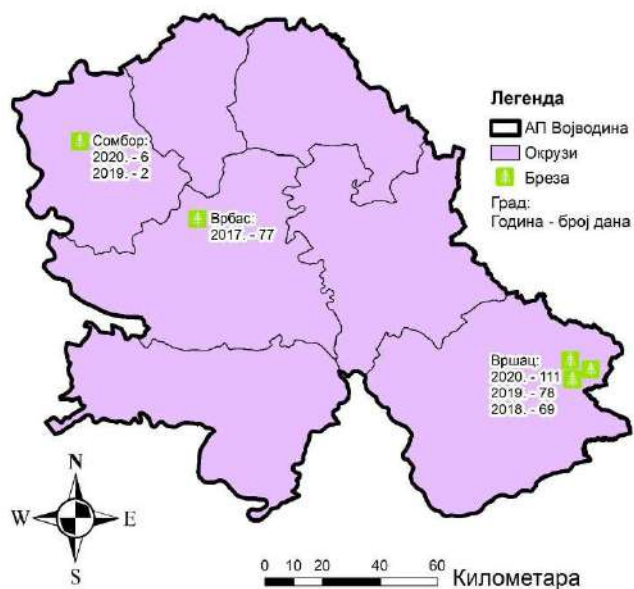 Сомбор:
2020. - 6
2019. - 2
Врбас:
2017. - 77
Вршац:
2020. - 111
2019. - 78
2018. - 69
Легенда
АП Војводина
Окрузи
Бреза
Град:
Година - број дана
N
W E
S
0 10 20 40 60
Километара